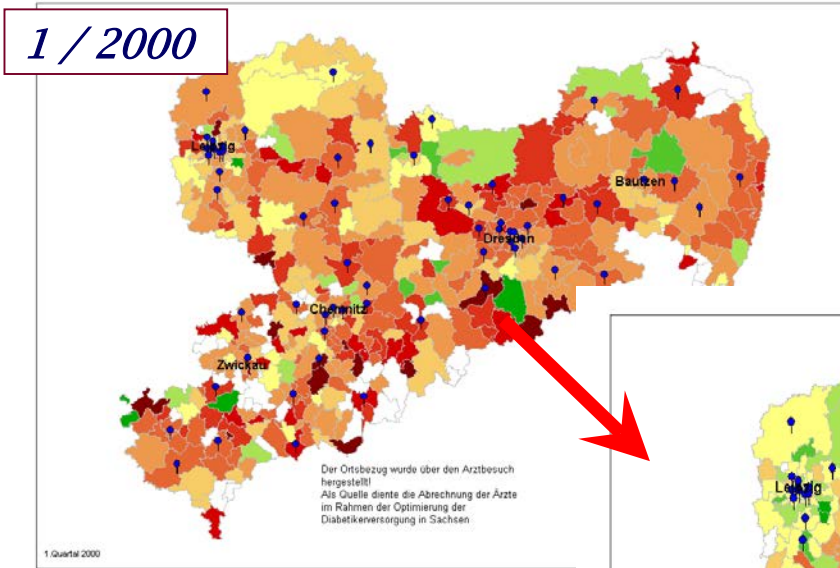 1 / 2000
Leipzig
Bautzen
Dresden
Chemnitz
Zwickau
Der Ortsbezug wurde über den Arztbesuch
hergestellt!
Als Quelle diente die Abrechnung der Ärzte
im Rahmen der Optimierung der
Diabetikerversorgung in Sachsen
1.Quartal 2000
Leipzig